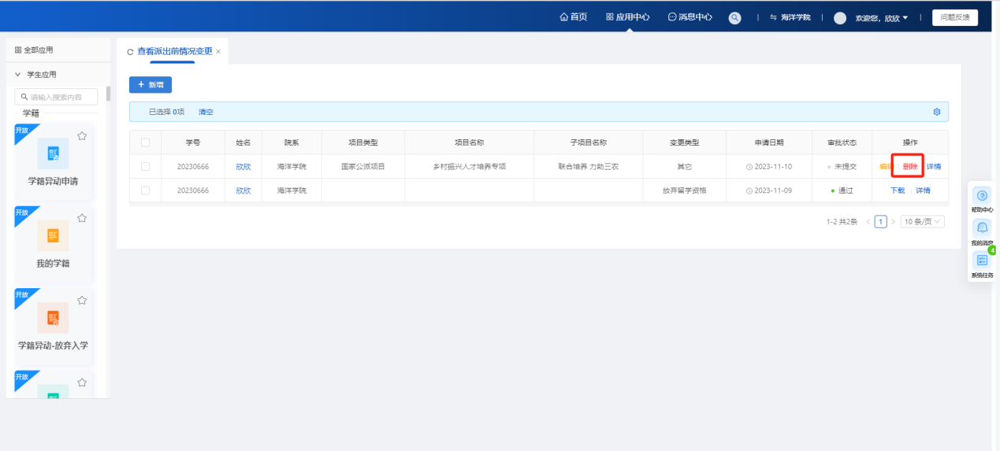 首页 应用中心 消息中心 海洋学院 欢迎您, 欣欣 问题反馈
全部应用
学生应用
请输入搜索内容
学籍
开放
学籍异动申请
开放
我的学籍
开放
学籍异动-放弃入学
开放
查看派出前情况变更 ×
+ 新增
已选择 0项 清空
学号 姓名 院系 项目类型 项目名称 子项目名称 变更类型 申请日期 审批状态 操作
20230666 欣欣 海洋学院 国家公派项目 乡村振兴人才培养专项 联合培养 力助三农 其它 2023-11-10 未提交 编辑 删除 详情
20230666 欣欣 海洋学院 放弃留学资格 2023-11-09 通过 下载 详情
1-2 共2条 < 1 > 10 条/页
帮助中心
我的消息
4
系统任务